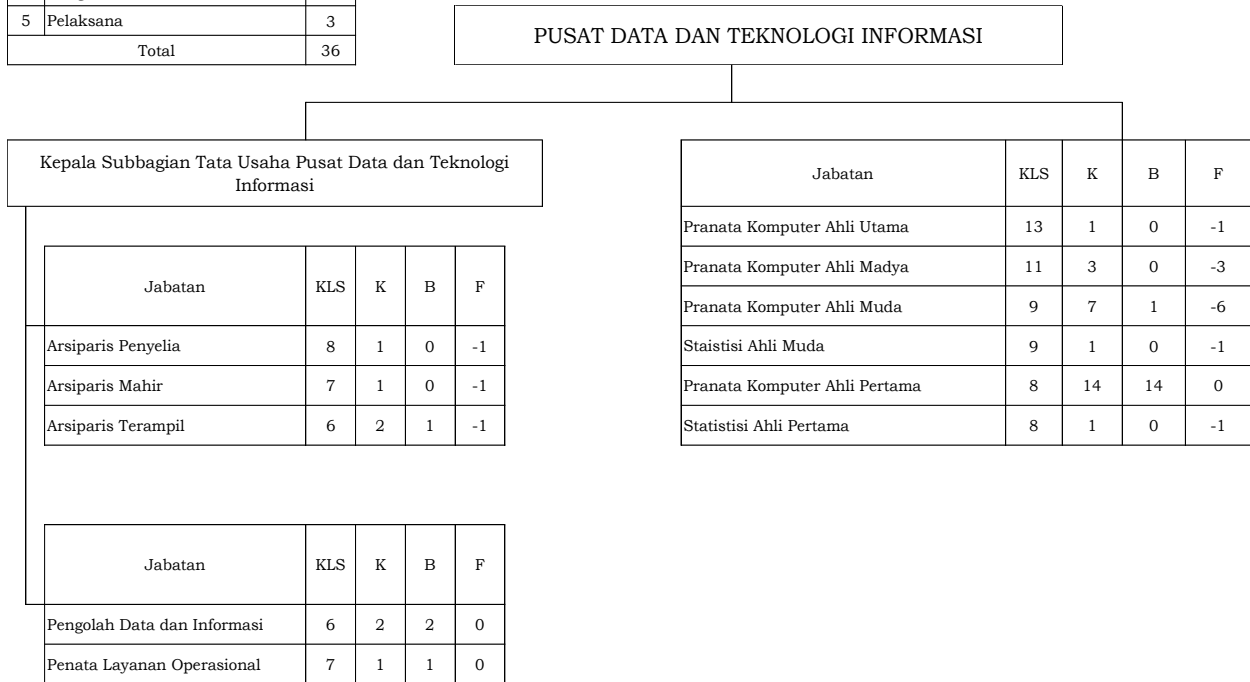 5 Pelaksana 3
Total 36
PUSAT DATA DAN TEKNOLOGI INFORMASI
Kepala Subbagian Tata Usaha Pusat Data dan Teknologi
Informasi
Jabatan KLS K B F
Arsiparis Penyelia 8 1 0 -1
Arsiparis Mahir 7 1 0 -1
Arsiparis Terampil 6 2 1 -1
Jabatan KLS K B F
Pengolah Data dan Informasi 6 2 2 0
Penata Layanan Operasional 7 1 1 0
Jabatan KLS K B F
Pranata Komputer Ahli Utama 13 1 0 -1
Pranata Komputer Ahli Madya 11 3 0 -3
Pranata Komputer Ahli Muda 9 7 1 -6
Staistisi Ahli Muda 9 1 0 -1
Pranata Komputer Ahli Pertama 8 14 14 0
Statistisi Ahli Pertama 8 1 0 -1